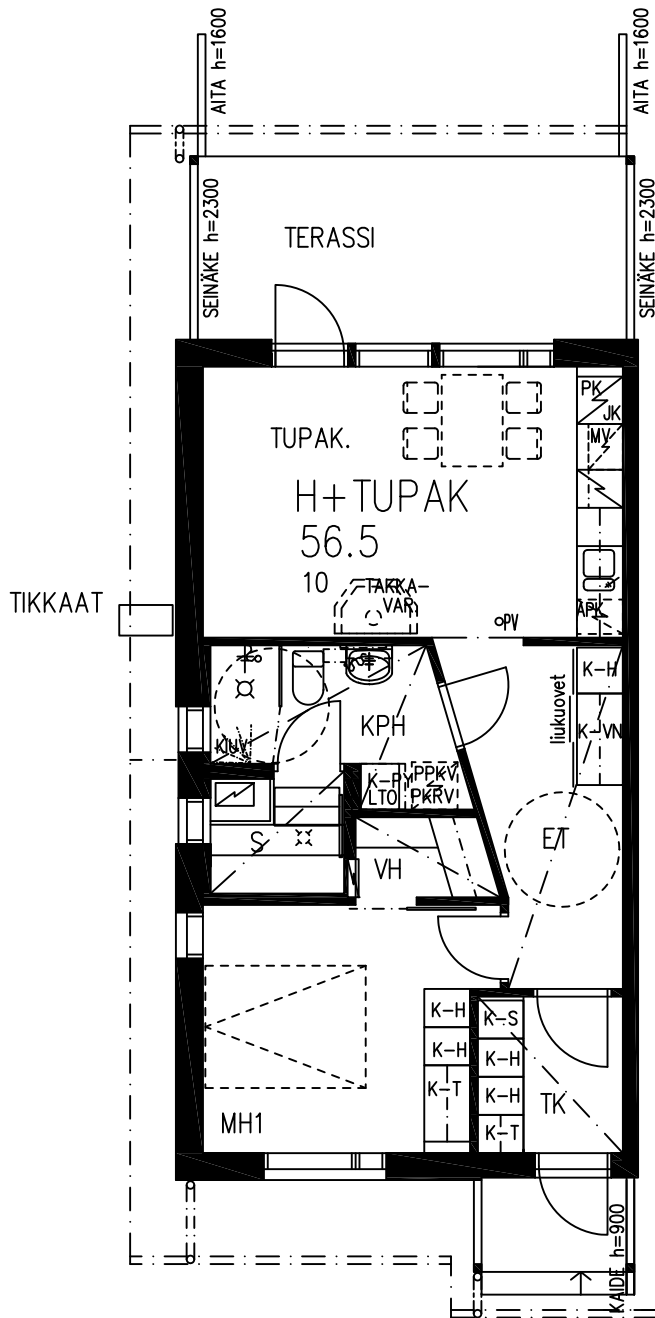 AITA h=1600
AITA h=1600
SEINÄKE h=2300
SEINÄKE h=2300
TERASSI
TUPAK.
PK
JK
MV
H+TUPAK
56.5
10
TAKKA-
VAR.
TIKKAAT
PV
APK
liukuovet
K-H
K-VN
KPH
KIUV
K-PY
LTO
PPKV
PKRV
S
VH
ET
K-H
K-H
K-T
K-S
K-H
K-H
K-T
TK
MH1
KAIDE h=900